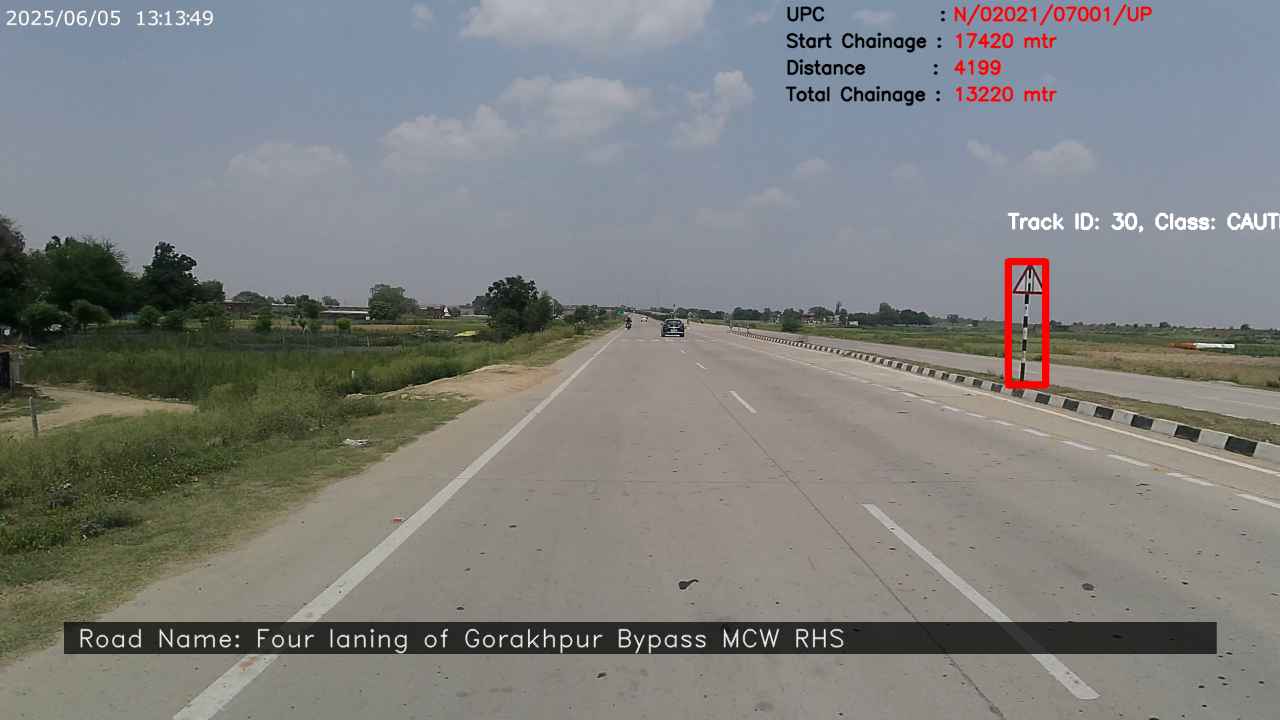 2025/06/05 13:13:49
UPC : N/02021/07001/UP
Start Chainage : 17420 mtr
Distance : 4199
Total Chainage : 13220 mtr
Track ID: 30, Class: CAUTI
Road Name: Four laning of Gorakhpur Bypass MCW RHS